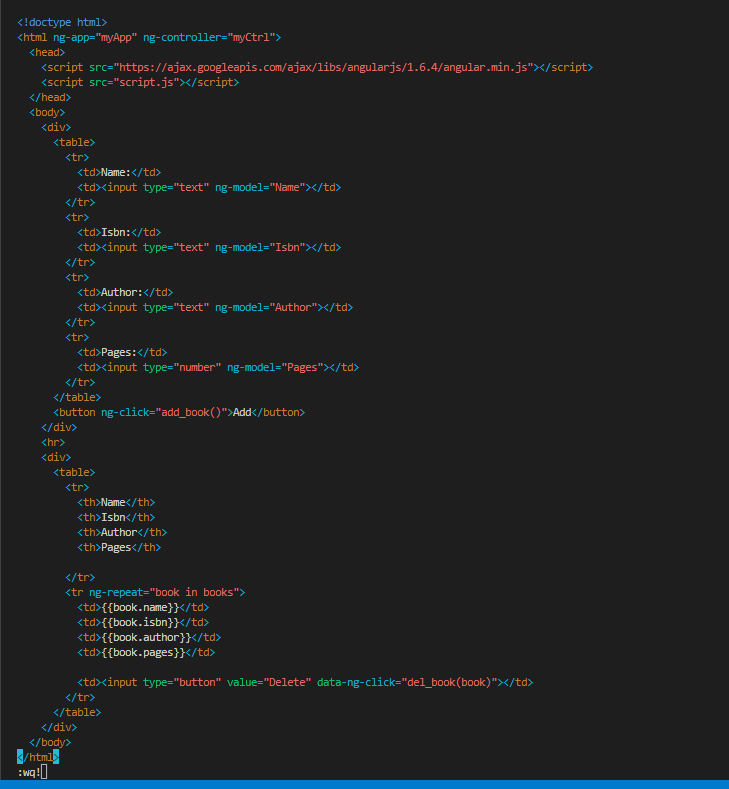 <!doctype html>
<html ng-app="myApp" ng-controller="myCtrl">
  <head>
    <script src="https://ajax.googleapis.com/ajax/libs/angularjs/1.6.4/angular.min.js"></script>
    <script src="script.js"></script>
  </head>
  <body>
    <div>
      <table>
        <tr>
          <td>Name:</td>
          <td><input type="text" ng-model="Name"></td>
        </tr>
        <tr>
          <td>Isbn:</td>
          <td><input type="text" ng-model="Isbn"></td>
        </tr>
        <tr>
          <td>Author:</td>
          <td><input type="text" ng-model="Author"></td>
        </tr>
        <tr>
          <td>Pages:</td>
          <td><input type="number" ng-model="Pages"></td>
        </tr>
      </table>
      <button ng-click="add_book()">Add</button>
    </div>
    <hr>
    <div>
      <table>
        <tr>
          <th>Name</th>
          <th>Isbn</th>
          <th>Author</th>
          <th>Pages</th>

        </tr>
        <tr ng-repeat="book in books">
          <td>{{book.name}}</td>
          <td>{{book.isbn}}</td>
          <td>{{book.author}}</td>
          <td>{{book.pages}}</td>

          <td><input type="button" value="Delete" data-ng-click="del_book(book)"></td>
        </tr>
      </table>
    </div>
  </body>
</html>
:wq!